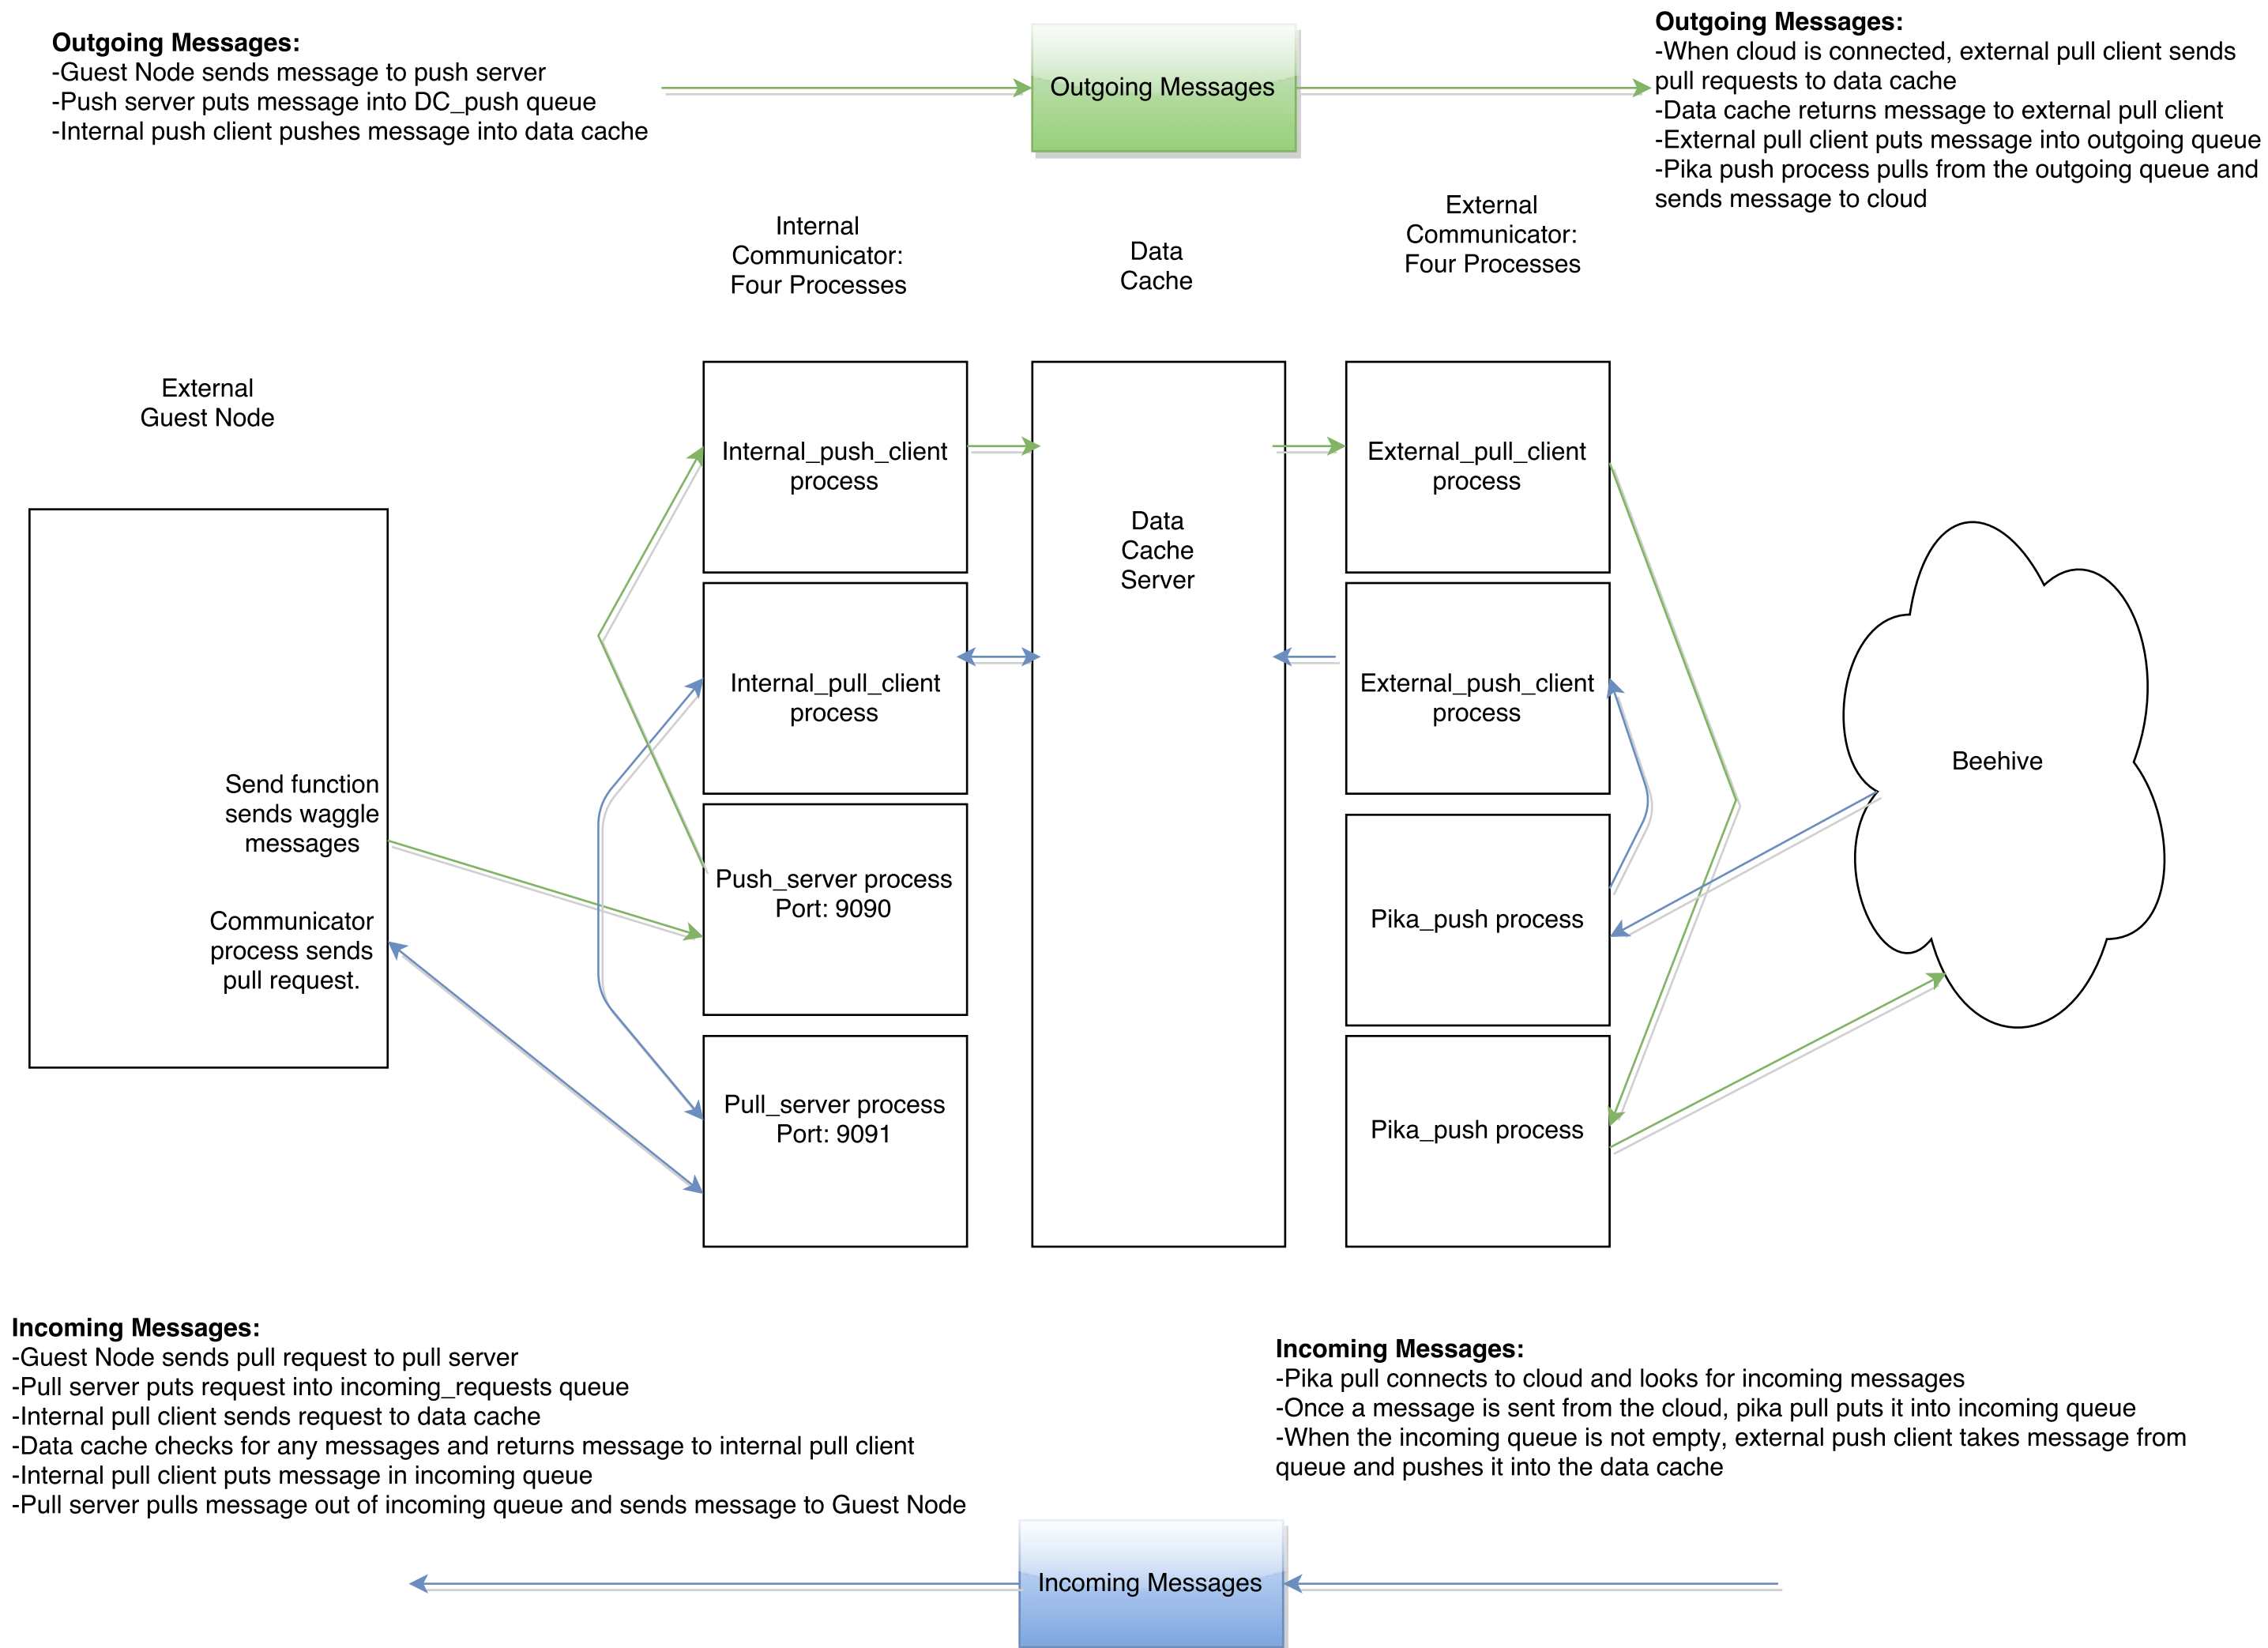 Outgoing Messages:
-Guest Node sends message to push server
-Push server puts message into DC_push queue
-Internal push client pushes message into data cache
Outgoing Messages
Outgoing Messages:
-When cloud is connected, external pull client sends
pull requests to data cache
-Data cache returns message to external pull client
-External pull client puts message into outgoing queue
-Pika push process pulls from the outgoing queue and
sends message to cloud
Internal
Communicator:
Four Processes
Data
Cache
External
Communicator:
Four Processes
External
Guest Node
Send function
sends waggle
messages
Communicator
process sends
pull request.
Internal_push_client
process
Internal_pull_client
process
Push_server process
Port: 9090
Pull_server process
Port: 9091
Data
Cache
Server
External_pull_client
process
External_push_client
process
Pika_push process
Pika_push process
Beehive
Incoming Messages:
-Guest Node sends pull request to pull server
-Pull server puts request into incoming_requests queue
-Internal pull client sends request to data cache
-Data cache checks for any messages and returns message to internal pull client
-Internal pull client puts message in incoming queue
-Pull server pulls message out of incoming queue and sends message to Guest Node
Incoming Messages:
-Pika pull connects to cloud and looks for incoming messages
-Once a message is sent from the cloud, pika pull puts it into incoming queue
-When the incoming queue is not empty, external push client takes message from
queue and pushes it into the data cache
Incoming Messages